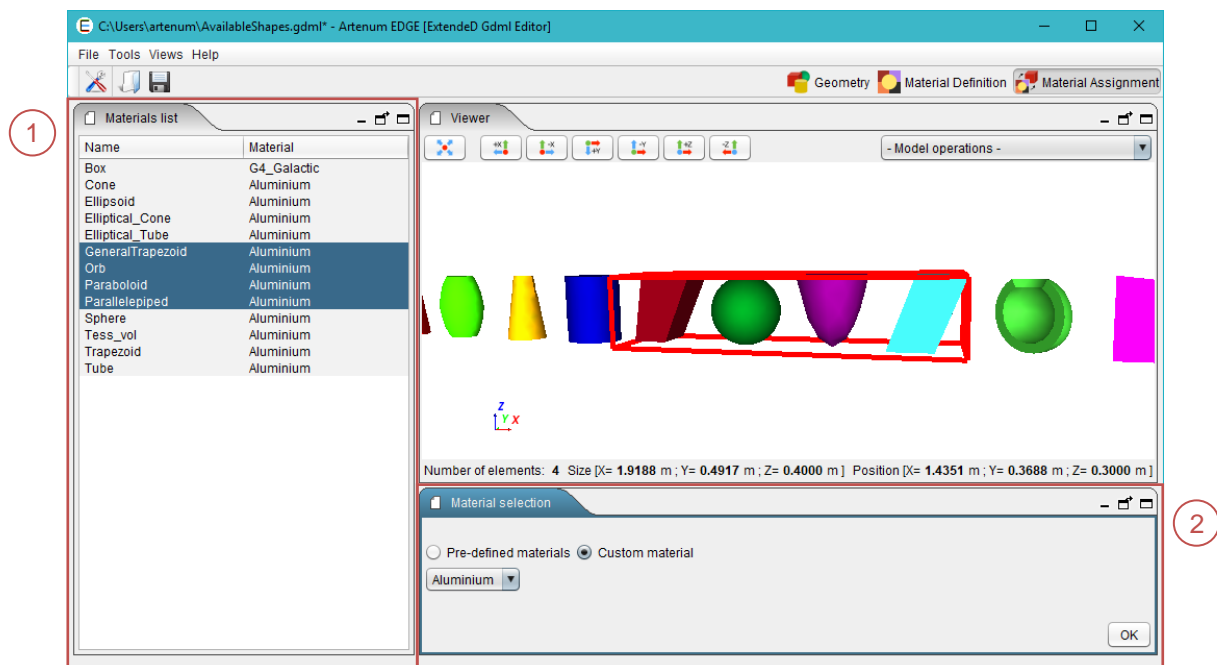 C:\Users\artenum\AvailableShapes.gdml* - Artenum EDGE [ExtendeD Gdml Editor]
File Tools Views Help
Geometry Material Definition Material Assignment
1
Materials list
Name Material
Box G4_Galactic
Cone Aluminium
Ellipsoid Aluminium
Elliptical_Cone Aluminium
Elliptical_Tube Aluminium
GeneralTrapezoid Aluminium
Orb Aluminium
Paraboloid Aluminium
Parallelepiped Aluminium
Sphere Aluminium
Tess_vol Aluminium
Trapezoid Aluminium
Tube Aluminium
Viewer
+X -X +Y -Y +Z -Z
- Model operations -
Z
Y X
Number of elements: 4 Size [X= 1.9188 m ; Y= 0.4917 m ; Z= 0.4000 m ] Position [X= 1.4351 m ; Y= 0.3688 m ; Z= 0.3000 m ]
Material selection
2
Pre-defined materials Custom material
Aluminium
OK